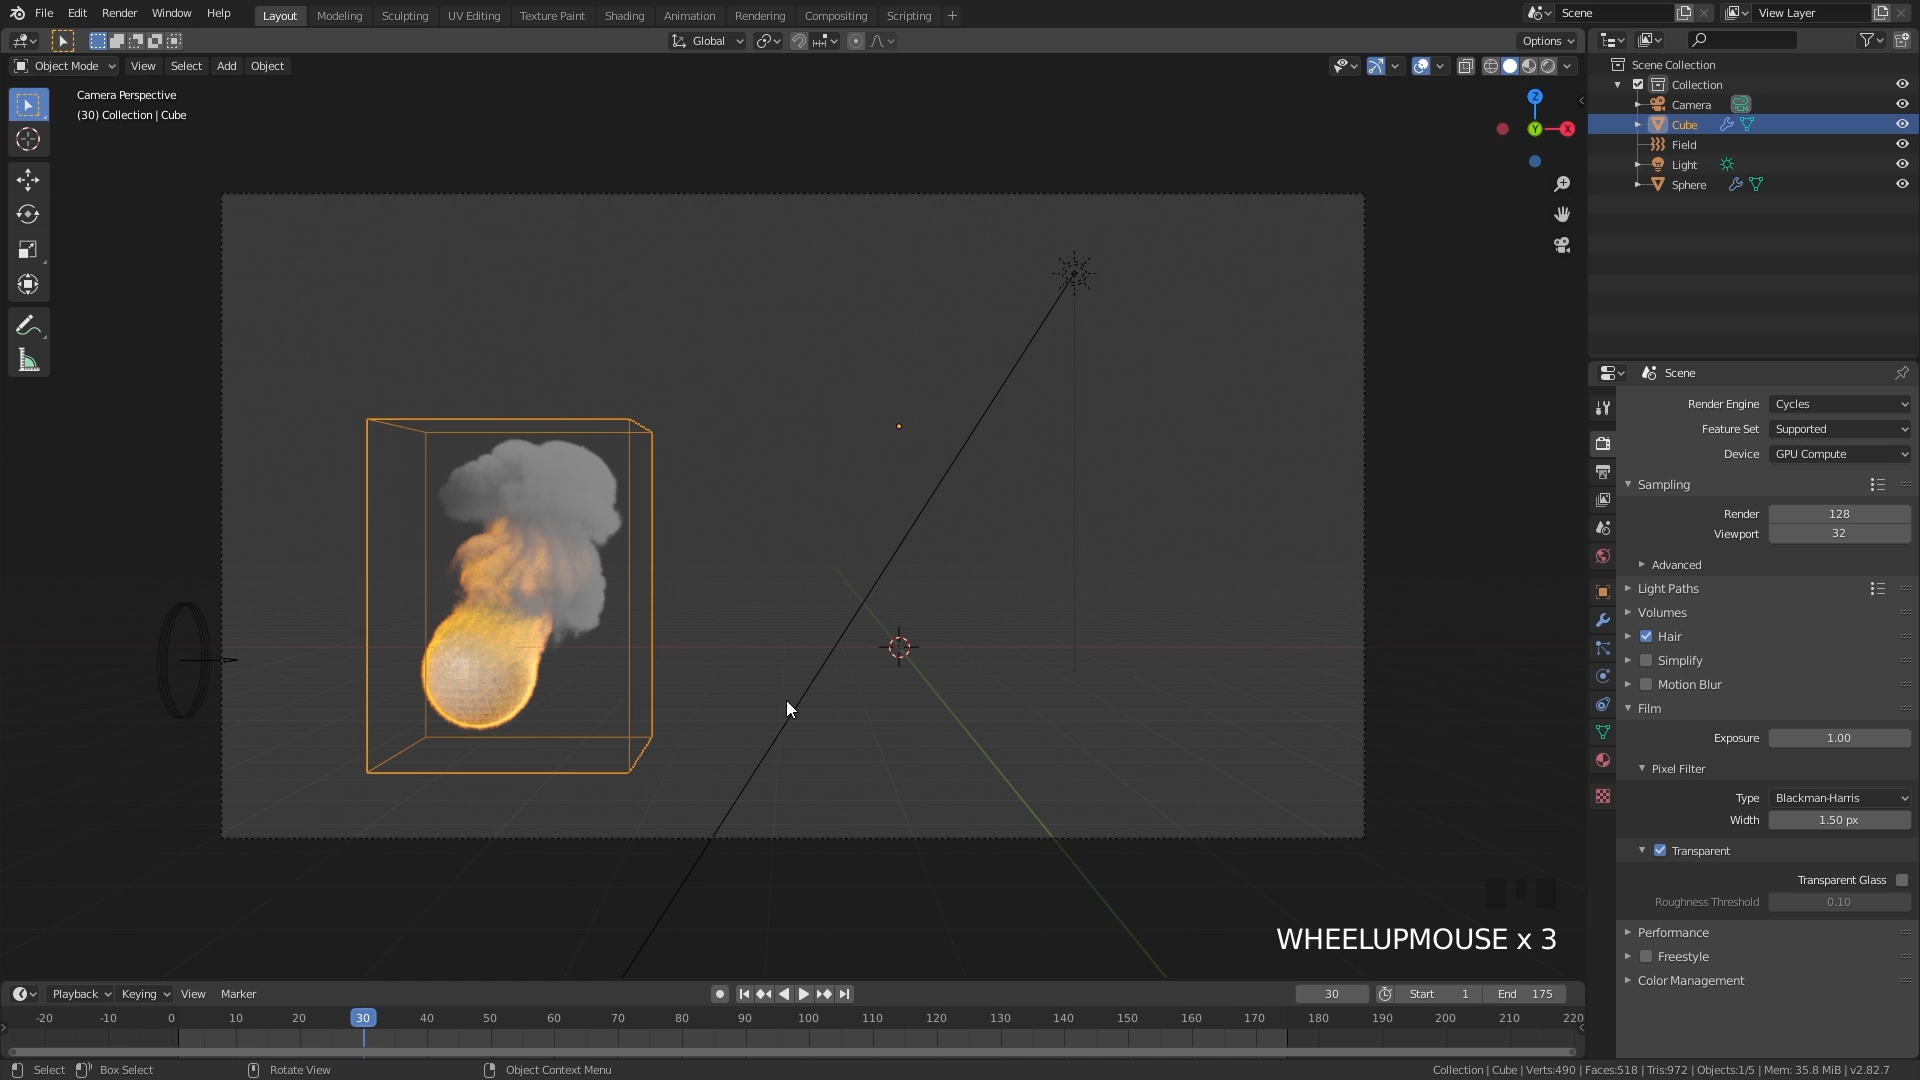 File Edit Render Window Help Layout Modeling Sculpting UV Editing Texture Paint Shading Animation Rendering Compositing Scripting + Scene View Layer
Global Options
Object Mode View Select Add Object
Camera Perspective
(30) Collection | Cube
Z
Y X
Scene Collection
Collection
Camera
Cube
Field
Light
Sphere
Scene
Render Engine Cycles
Feature Set Supported
Device GPU Compute
Sampling
Render 128
Viewport 32
Advanced
Light Paths
Volumes
Hair
Simplify
Motion Blur
Film
Exposure 1.00
Pixel Filter
Type Blackman-Harris
Width 1.50 px
Transparent
Transparent Glass
Roughness Threshold 0.10
Performance
Freestyle
Color Management
WHEELUPMOUSE x 3
Playback Keying View Marker 30 Start 1 End 175
-20 -10 0 10 20 30 40 50 60 70 80 90 100 110 120 130 140 150 160 170 180 190 200 210 220
Select Box Select Rotate View Object Context Menu Collection | Cube | Verts:490 | Faces:518 | Tris:972 | Objects:1/5 | Mem: 35.8 MiB | v2.82.7